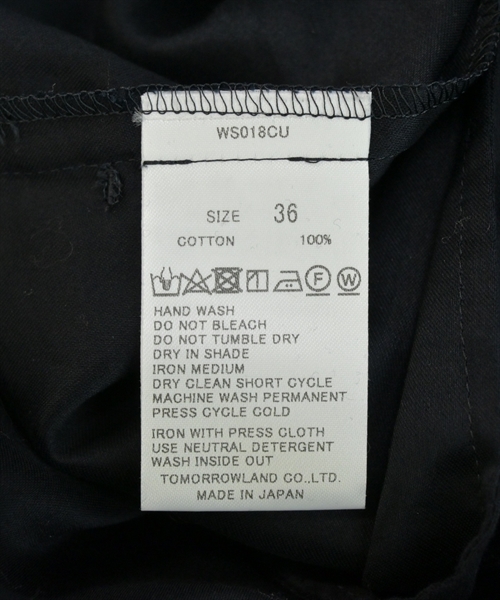 WS018CU
SIZE 36
COTTON 100%
F W
HAND WASH
DO NOT BLEACH
DO NOT TUMBLE DRY
DRY IN SHADE
IRON MEDIUM
DRY CLEAN SHORT CYCLE
MACHINE WASH PERMANENT
PRESS CYCLE COLD
IRON WITH PRESS CLOTH
USE NEUTRAL DETERGENT
WASH INSIDE OUT
TOMORROWLAND CO.,LTD.
MADE IN JAPAN